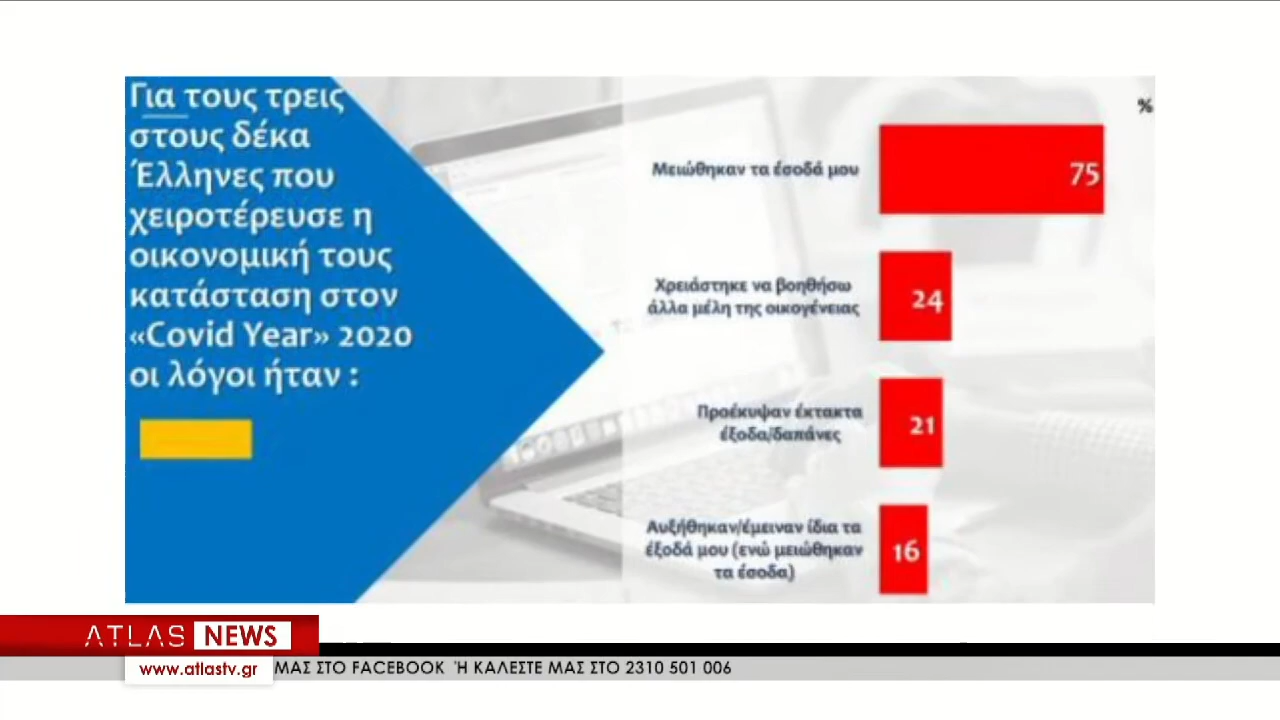 Για τους τρεις
στους δέκα
Έλληνες που
χειροτέρευσε η
οικονομική τους
κατάσταση στον
«Covid Year» 2020
οι λόγοι ήταν :
%
Μειώθηκαν τα έσοδά μου
75
Χρειάστηκε να βοηθήσω
άλλα μέλη της οικογένειας
24
Προέκυψαν έκτακτα
έξοδα/δαπάνες
21
Αυξήθηκαν/έμειναν ίδια τα
έξοδά μου (ενώ μειώθηκαν
τα έσοδα)
16
ATLAS NEWS
www.atlastv.gr
ΜΑΣ ΣΤΟ FACEBOOK Ή ΚΑΛΕΣΤΕ ΜΑΣ ΣΤΟ 2310 501 006